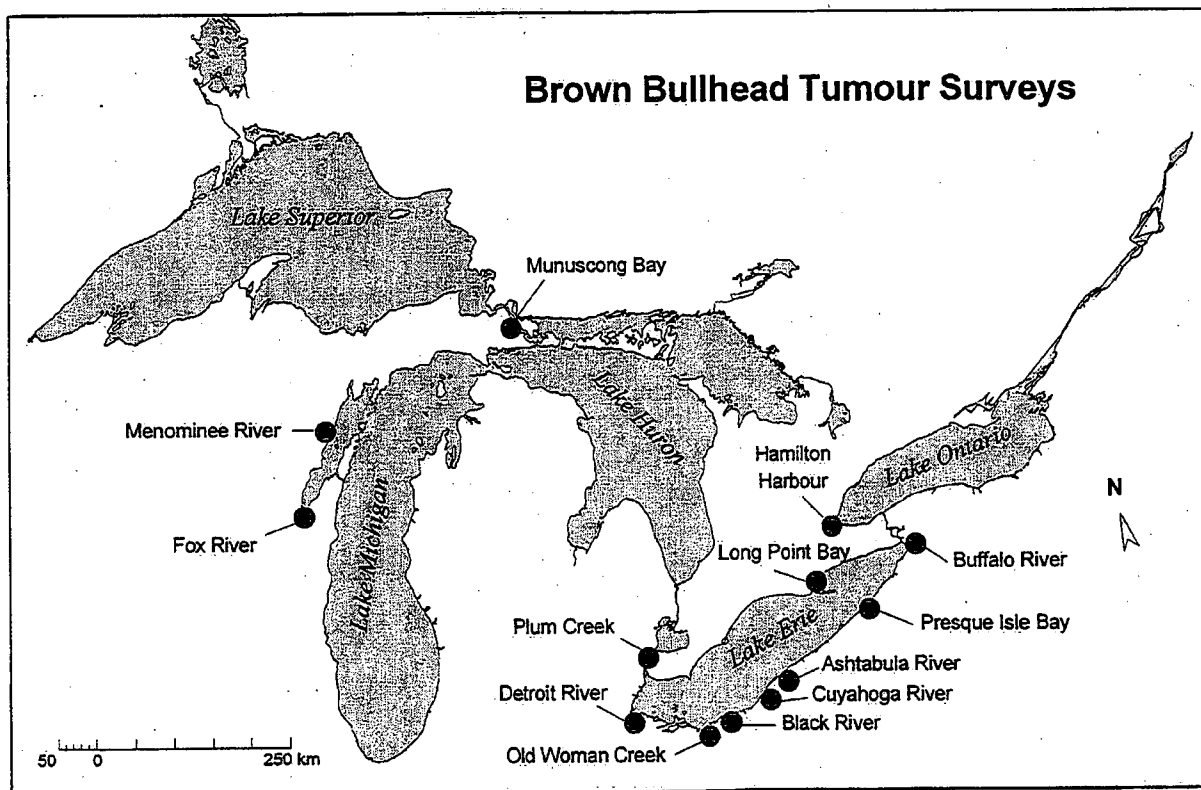 Brown Bullhead Tumour Surveys
Lake Superior
Munuscong Bay
Menominee River
Lake Huron
Hamilton
Harbour
Lake Ontario
N
Fox River
Lake Michigan
Long Point Bay
Buffalo River
Plum Creek
Lake Erie
Presque Isle Bay
Ashtabula River
Detroit River
Cuyahoga River
Black River
Old Woman Creek
50 0 250 km